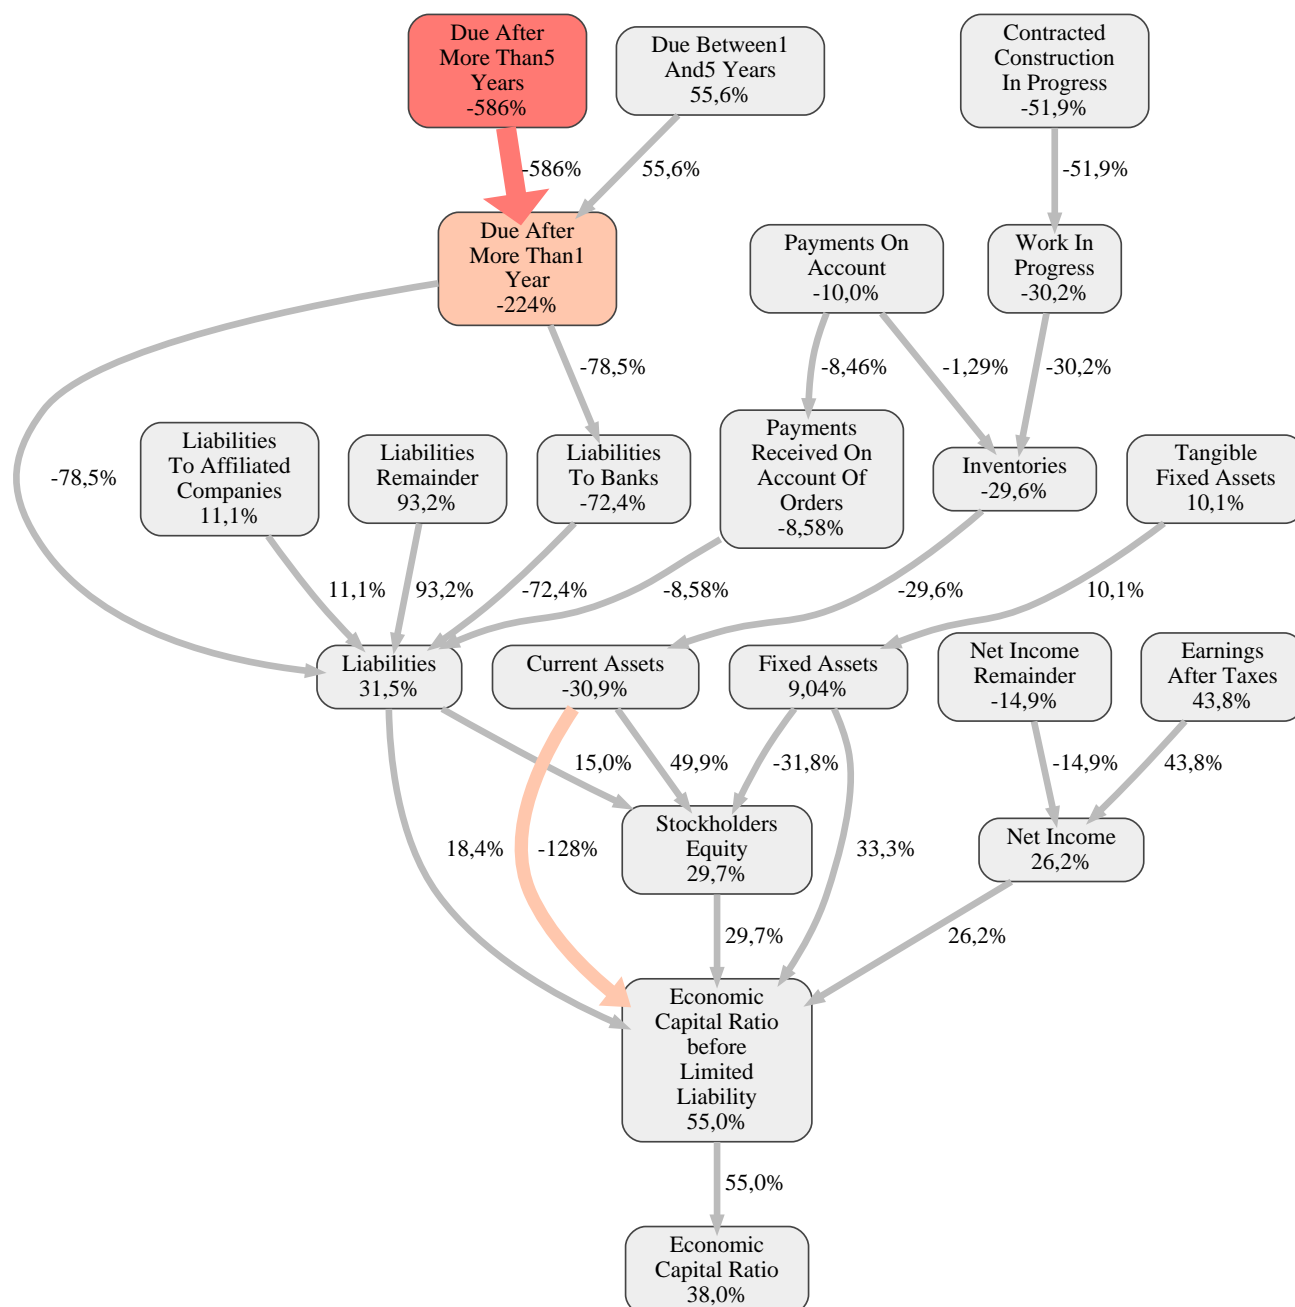 Due After
More Than5
Years
-586%
Due Between1
And5 Years
55,6%
Contracted
Construction
In Progress
-51,9%
-586%
55,6%
-51,9%
Due After
More Than1
Year
-224%
Payments On
Account
-10,0%
Work In
Progress
-30,2%
-78,5%
-8,46%
-1,29%
-30,2%
Liabilities
To Affiliated
Companies
11,1%
Liabilities
Remainder
93,2%
Liabilities
To Banks
-72,4%
Payments
Received On
Account Of
Orders
-8,58%
Inventories
-29,6%
Tangible
Fixed Assets
10,1%
-78,5%
11,1%
93,2%
-72,4%
-8,58%
-29,6%
10,1%
Liabilities
31,5%
Current Assets
-30,9%
Fixed Assets
9,04%
Net Income
Remainder
-14,9%
Earnings
After Taxes
43,8%
15,0%
49,9%
-31,8%
-14,9%
43,8%
18,4%
-128%
Stockholders
Equity
29,7%
33,3%
Net Income
26,2%
29,7%
26,2%
Economic
Capital Ratio
before
Limited
Liability
55,0%
55,0%
Economic
Capital Ratio
38,0%